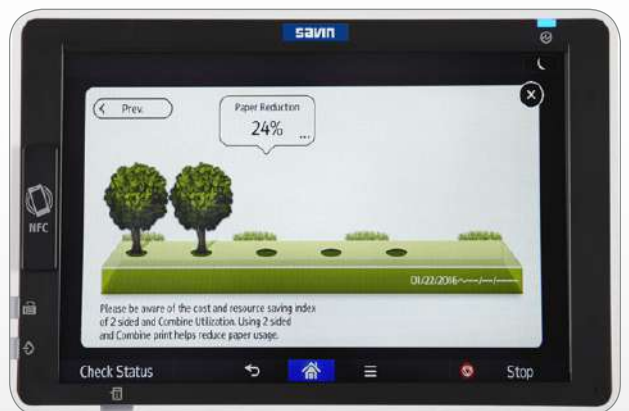 savin
Prev.
Paper Reduction
24%
...
NFC
01/22/2016~--/--/----
Please be aware of the cost and resource saving index
of 2 sided and Combine Utilization. Using 2 sided
and Combine print helps reduce paper usage.
Check Status
Stop